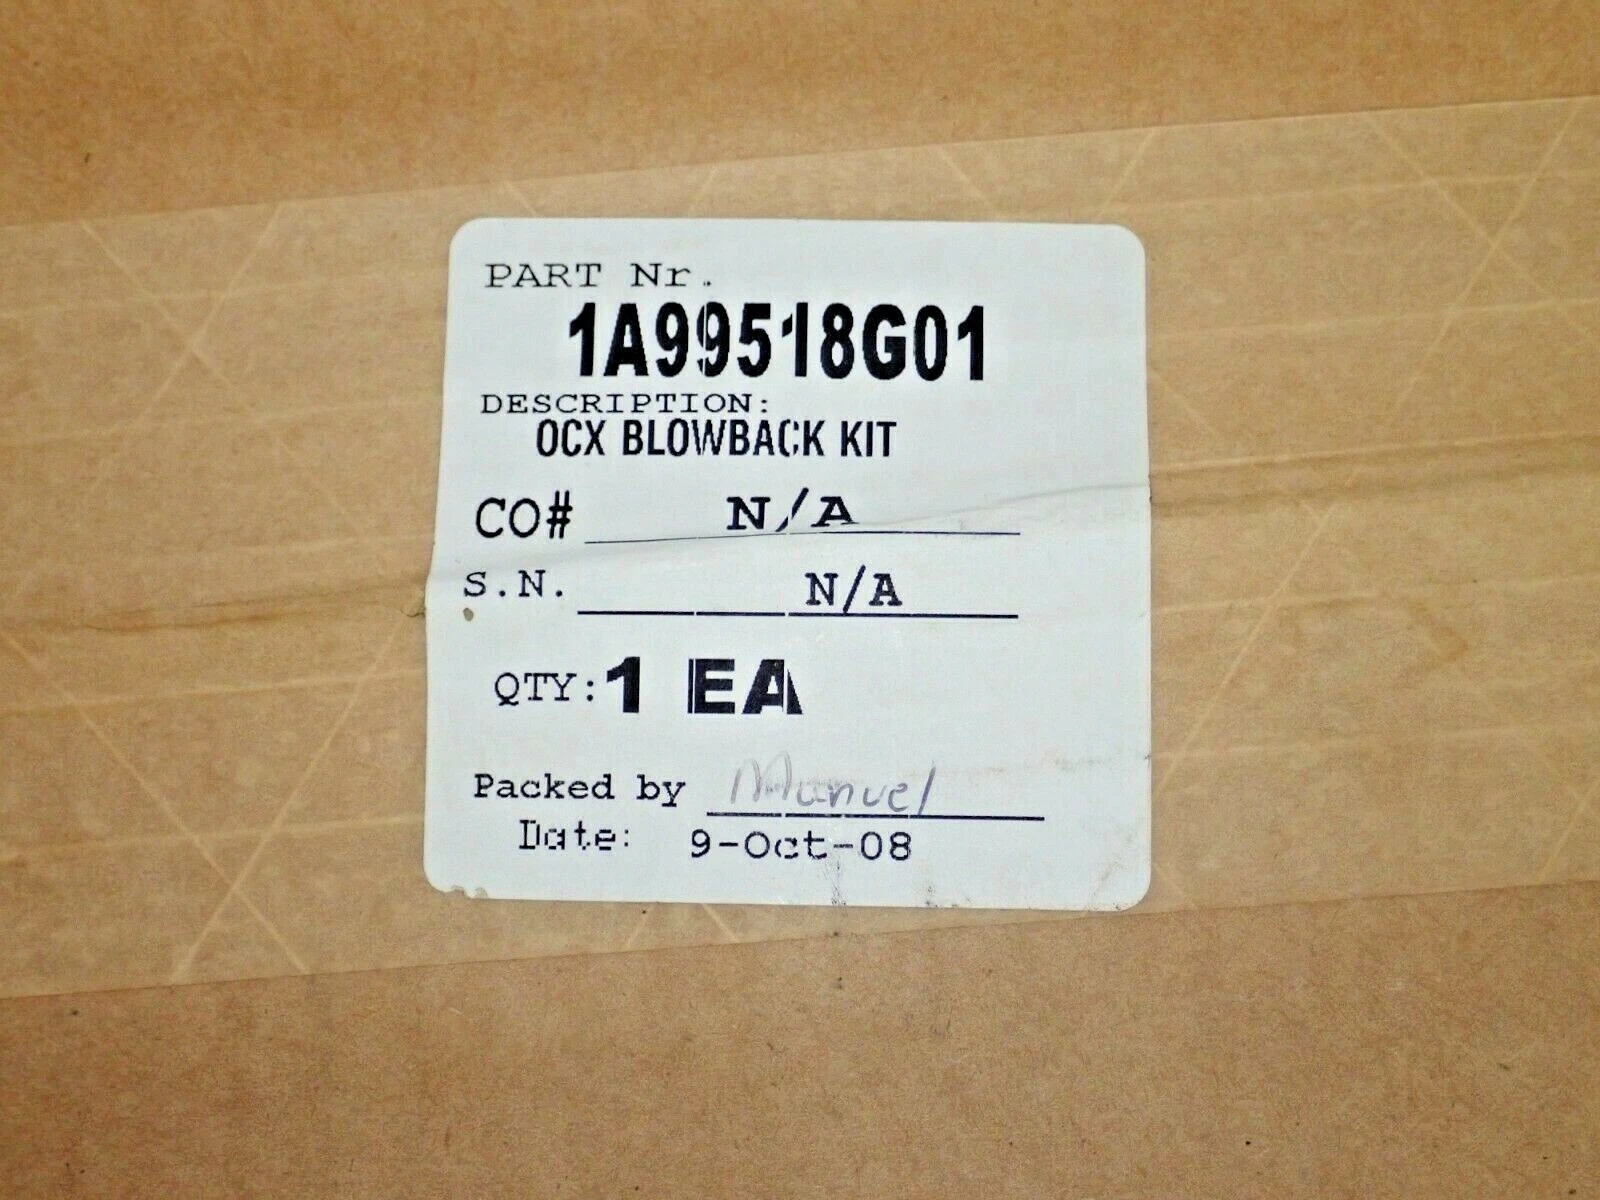 PART Nr.
1A99518G01
DESCRIPTION:
OCX BLOWBACK KIT
CO# N/A
S.N. N/A
QTY: 1 EA
Packed by Manuel
Date: 9-Oct-08